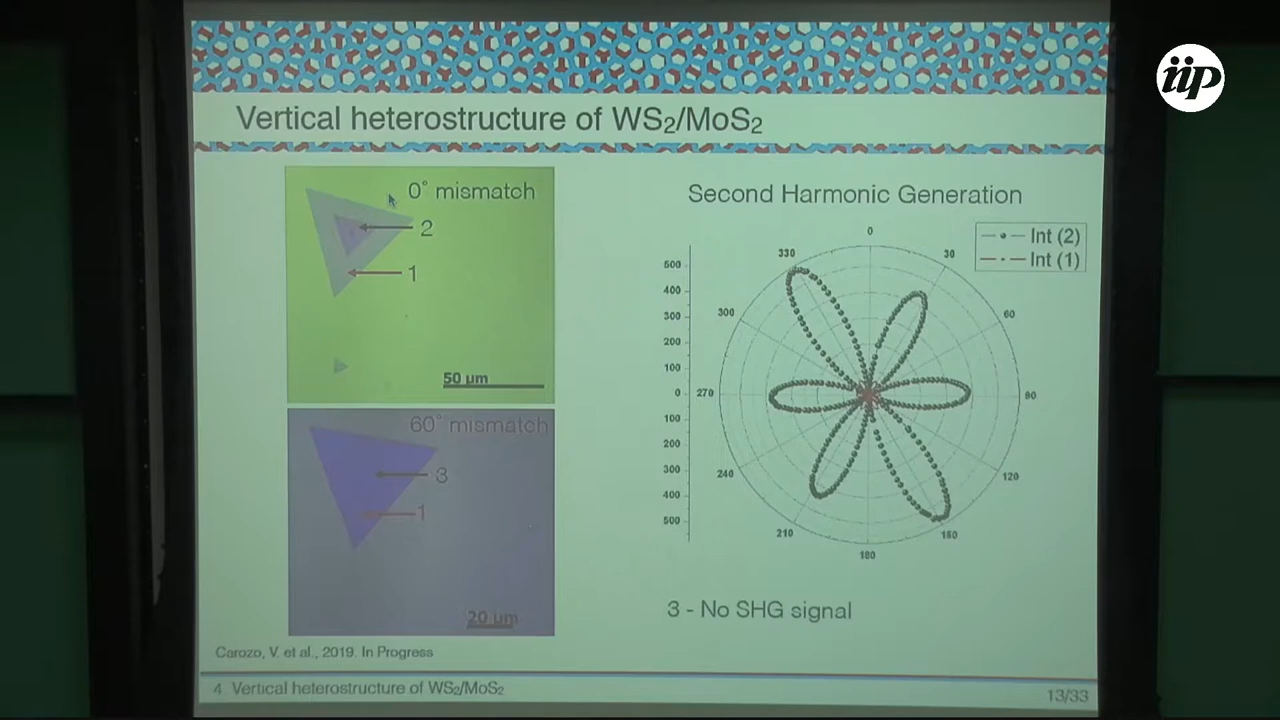 iip
Vertical heterostructure of WS₂/MoS₂
0° mismatch
2
1
50 µm
60° mismatch
3
1
20 µm
Carozo, V. et al., 2019. In Progress
Second Harmonic Generation
Int (2)
Int (1)
0
30
60
90
120
150
180
210
240
270
300
330
500
400
300
200
100
0
100
200
300
400
500
3 - No SHG signal
4 Vertical heterostructure of WS₂/MoS₂
13/33